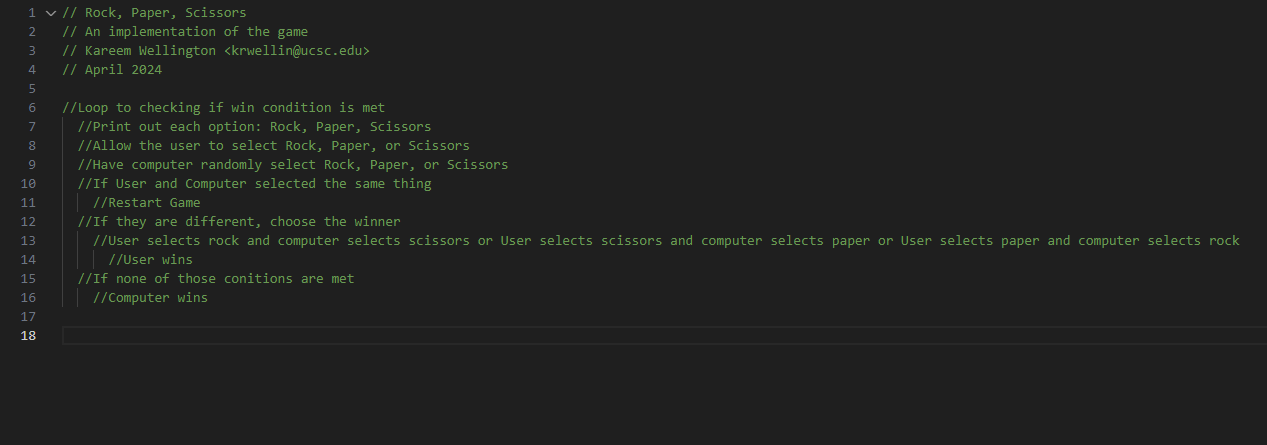 1 // Rock, Paper, Scissors
2 // An implementation of the game
3 // Kareem Wellington <krwellin@ucsc.edu>
4 // April 2024
5
6 //Loop to checking if win condition is met
7 //Print out each option: Rock, Paper, Scissors
8 //Allow the user to select Rock, Paper, or Scissors
9 //Have computer randomly select Rock, Paper, or Scissors
10 //If User and Computer selected the same thing
11 //Restart Game
12 //If they are different, choose the winner
13 //User selects rock and computer selects scissors or User selects scissors and computer selects paper or User selects paper and computer selects rock
14 //User wins
15 //If none of those conitions are met
16 //Computer wins
17
18